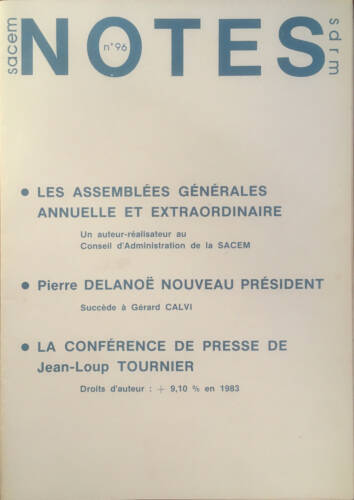 sacem NOTES sdrm
n°96
• LES ASSEMBLÉES GÉNÉRALES
ANNUELLE ET EXTRAORDINAIRE
Un auteur-réalisateur au
Conseil d'Administration de la SACEM
• Pierre DELANOË NOUVEAU PRÉSIDENT
Succède à Gérard CALVI
• LA CONFÉRENCE DE PRESSE DE
Jean-Loup TOURNIER
Droits d'auteur : + 9,10 % en 1983